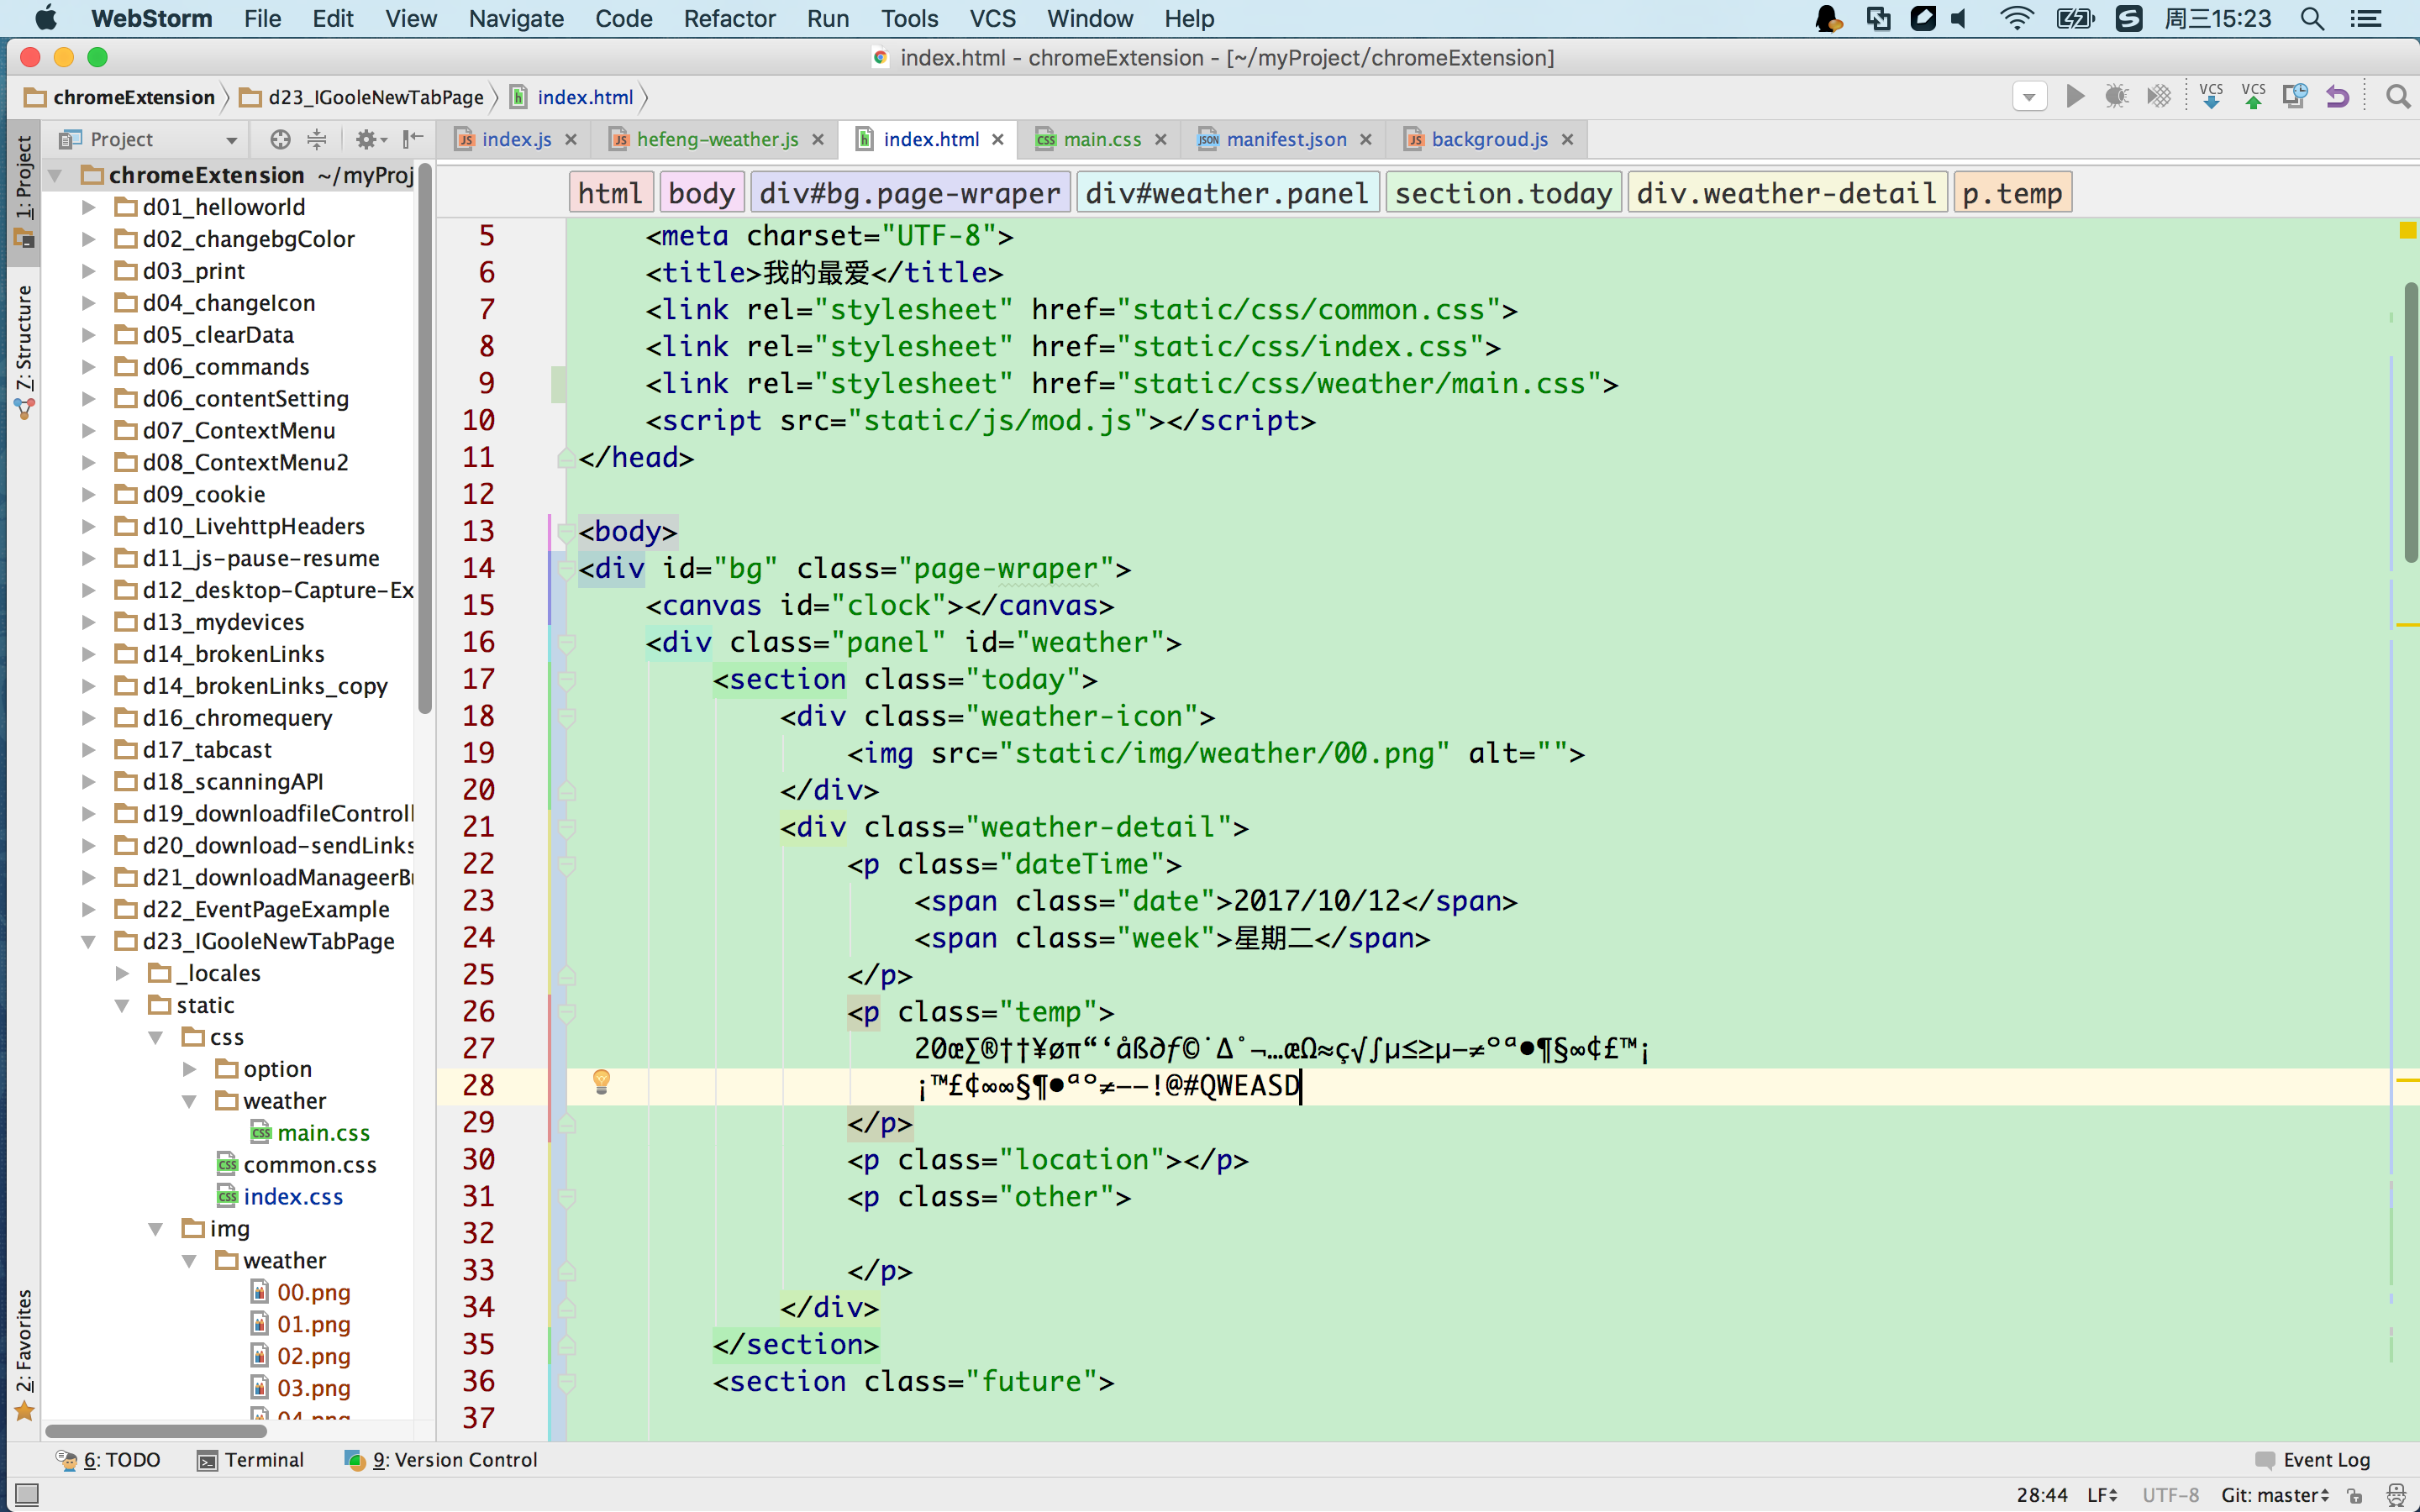 WebStorm File Edit View Navigate Code Refactor Run Tools VCS Window Help 周三15:23
index.html - chromeExtension - [~/myProject/chromeExtension]
chromeExtension d23_IGooleNewTabPage index.html VCS VCS
Project index.js hefeng-weather.js index.html main.css manifest.json backgroud.js
html body div#bg.page-wraper div#weather.panel section.today div.weather-detail p.temp
1: Project
7: Structure
2: Favorites
chromeExtension ~/myProj
d01_helloworld
d02_changebgColor
d03_print
d04_changeIcon
d05_clearData
d06_commands
d06_contentSetting
d07_ContextMenu
d08_ContextMenu2
d09_cookie
d10_LivehttpHeaders
d11_js-pause-resume
d12_desktop-Capture-Ex
d13_mydevices
d14_brokenLinks
d14_brokenLinks_copy
d16_chromequery
d17_tabcast
d18_scanningAPI
d19_downloadfileControll
d20_download-sendLinks
d21_downloadManageerBu
d22_EventPageExample
d23_IGooleNewTabPage
_locales
static
css
option
weather
main.css
common.css
index.css
img
weather
00.png
01.png
02.png
03.png
04.png
5 <meta charset="UTF-8">
6 <title>我的最爱</title>
7 <link rel="stylesheet" href="static/css/common.css">
8 <link rel="stylesheet" href="static/css/index.css">
9 <link rel="stylesheet" href="static/css/weather/main.css">
10 <script src="static/js/mod.js"></script>
11 </head>
12
13 <body>
14 <div id="bg" class="page-wraper">
15 <canvas id="clock"></canvas>
16 <div class="panel" id="weather">
17 <section class="today">
18 <div class="weather-icon">
19 <img src="static/img/weather/00.png" alt="">
20 </div>
21 <div class="weather-detail">
22 <p class="dateTime">
23 <span class="date">2017/10/12</span>
24 <span class="week">星期二</span>
25 </p>
26 <p class="temp">
27 20œ∑®††¥øπ“‘åß∂ƒ©˙∆˚¬…æΩ≈ç√∫µ≤≥µ–≠ºª•¶§∞¢£™¡
28 ¡™£¢∞∞§¶•ªº≠––!@#QWEASD
29 </p>
30 <p class="location"></p>
31 <p class="other">
32
33 </p>
34 </div>
35 </section>
36 <section class="future">
37
6: TODO Terminal 9: Version Control Event Log
28:44 LF UTF-8 Git: master